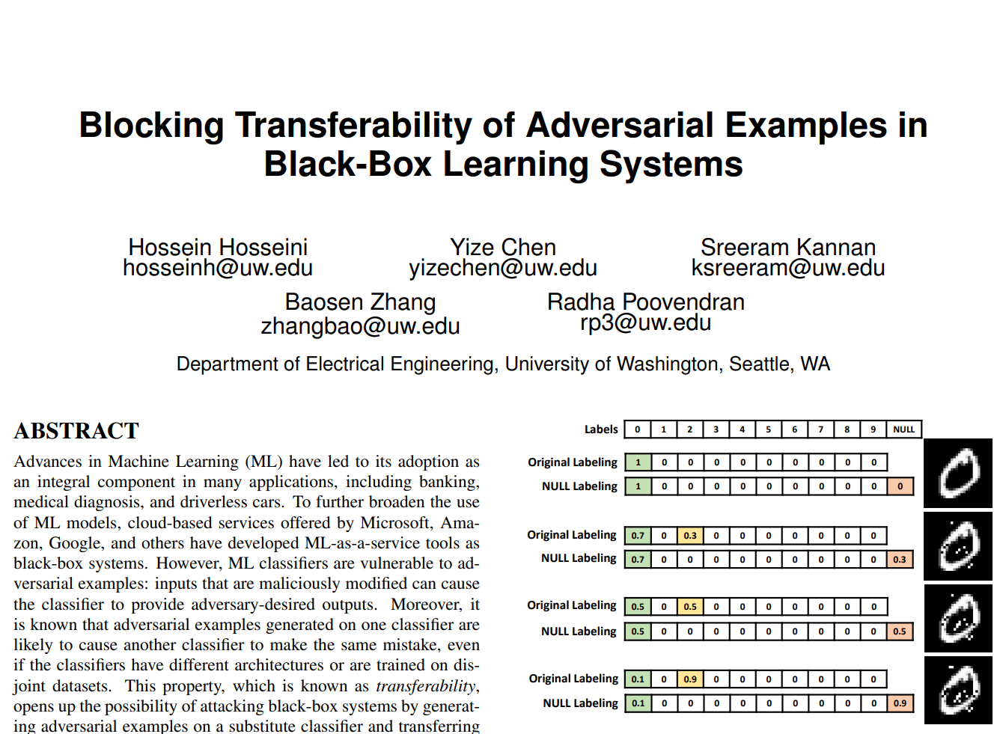 Blocking Transferability of Adversarial Examples in
Black-Box Learning Systems
Hossein Hosseini
hosseinh@uw.edu
Yize Chen
yizechen@uw.edu
Sreeram Kannan
ksreeram@uw.edu
Baosen Zhang
zhangbao@uw.edu
Radha Poovendran
rp3@uw.edu
Department of Electrical Engineering, University of Washington, Seattle, WA
ABSTRACT
Advances in Machine Learning (ML) have led to its adoption as
an integral component in many applications, including banking,
medical diagnosis, and driverless cars. To further broaden the use
of ML models, cloud-based services offered by Microsoft, Ama-
zon, Google, and others have developed ML-as-a-service tools as
black-box systems. However, ML classifiers are vulnerable to ad-
versarial examples: inputs that are maliciously modified can cause
the classifier to provide adversary-desired outputs. Moreover, it
is known that adversarial examples generated on one classifier are
likely to cause another classifier to make the same mistake, even
if the classifiers have different architectures or are trained on dis-
joint datasets. This property, which is known as transferability,
opens up the possibility of attacking black-box systems by generat-
ing adversarial examples on a substitute classifier and transferring
Labels 0 1 2 3 4 5 6 7 8 9 NULL
Original Labeling 1 0 0 0 0 0 0 0 0 0
NULL Labeling 1 0 0 0 0 0 0 0 0 0 0
Original Labeling 0.7 0 0.3 0 0 0 0 0 0 0
NULL Labeling 0.7 0 0 0 0 0 0 0 0 0 0.3
Original Labeling 0.5 0 0.5 0 0 0 0 0 0 0
NULL Labeling 0.5 0 0 0 0 0 0 0 0 0 0.5
Original Labeling 0.1 0 0.9 0 0 0 0 0 0 0
NULL Labeling 0.1 0 0 0 0 0 0 0 0 0 0.9